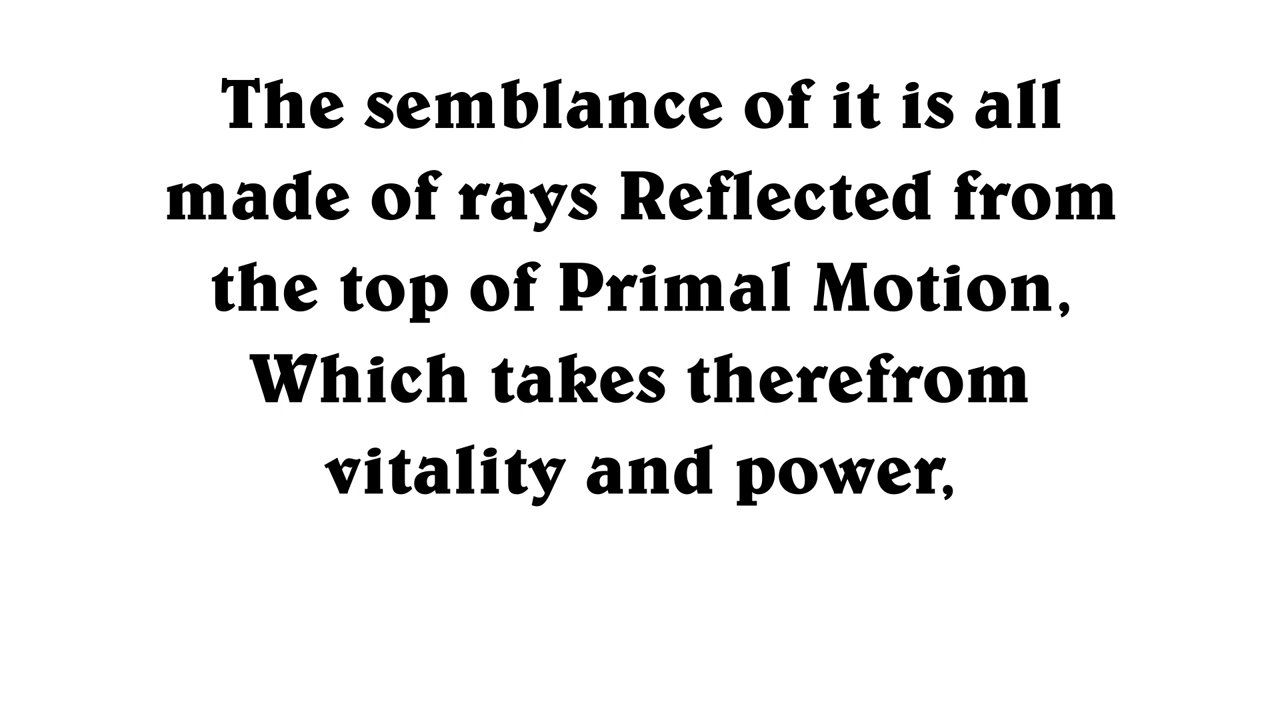 The semblance of it is all
made of rays Reflected from
the top of Primal Motion,
Which takes therefrom
vitality and power,